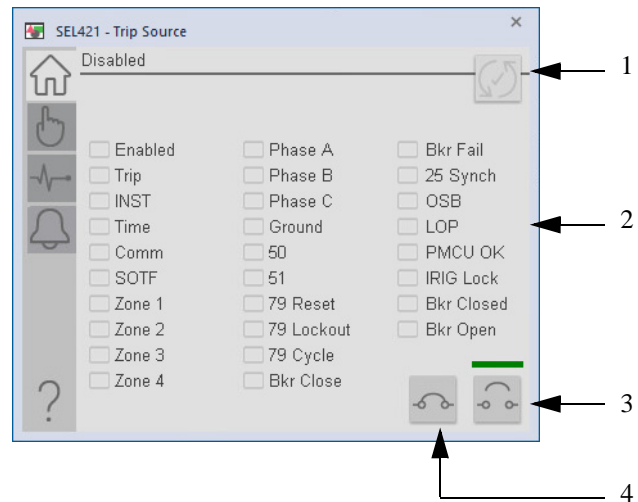 SEL421 - Trip Source
Disabled
1
Enabled Phase A Bkr Fail
Trip Phase B 25 Synch
INST Phase C OSB
Time Ground LOP
2
Comm 50 PMCU OK
SOTF 51 IRIG Lock
Zone 1 79 Reset Bkr Closed
Zone 2 79 Lockout Bkr Open
Zone 3 79 Cycle
Zone 4 Bkr Close
?
3
4